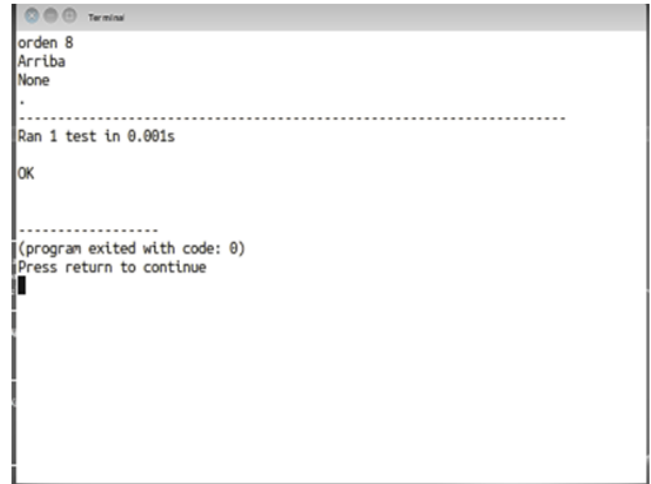 Terminal
orden 8
Arriba
None
.
----------------------------------------------------------------------
Ran 1 test in 0.001s
OK
------------------
(program exited with code: 0)
Press return to continue